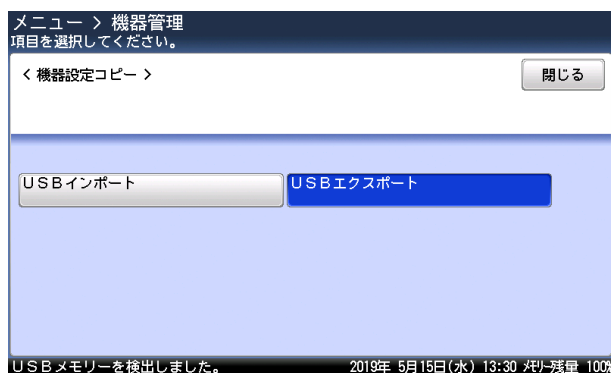 メニュー > 機器管理
項目を選択してください。
< 機器設定コピー >
閉じる
USBインポート
USBエクスポート
USBメモリーを検出しました。
2019年 5月15日(水) 13:30 メモリー残量 100%